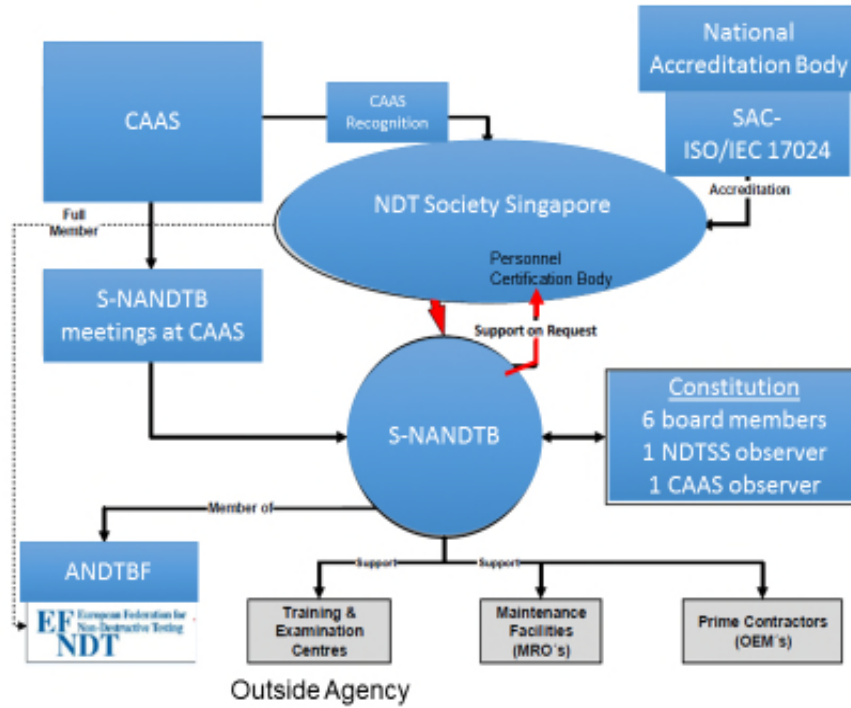 National
Accreditation Body
CAAS
CAAS
Recognition
SAC-
ISO/IEC 17024
Accreditation
NDT Society Singapore
Full
Member
Personnel
Certification Body
S-NANDTB
meetings at CAAS
Support on Request
Constitution
6 board members
1 NDTSS observer
1 CAAS observer
S-NANDTB
Member of
ANDTBF
Support
Support
EF
NDT
European Federation for
Non-Destructive Testing
Training &
Examination
Centres
Maintenance
Facilities
(MRO´s)
Prime Contractors
(OEM´s)
Outside Agency